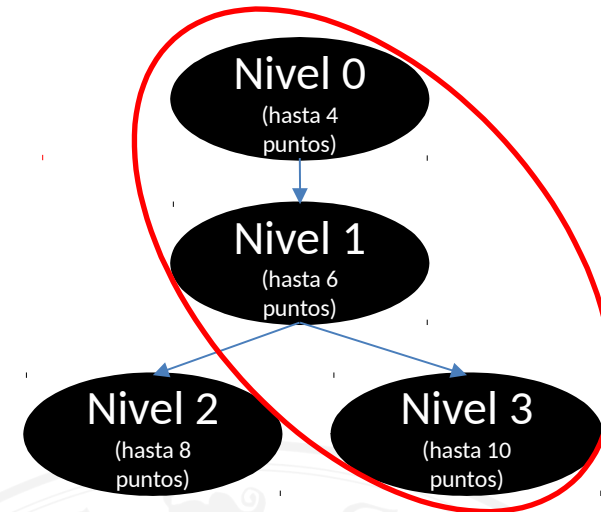 Nivel 0
(hasta 4
puntos)
Nivel 1
(hasta 6
puntos)
Nivel 2
(hasta 8
puntos)
Nivel 3
(hasta 10
puntos)